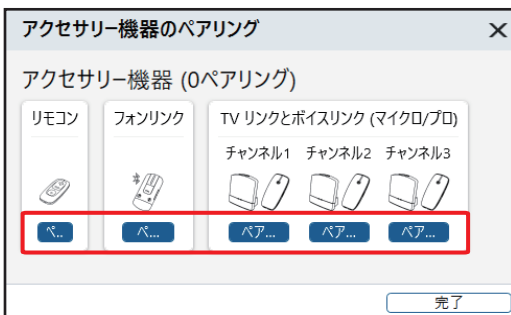 アクセサリー機器のペアリング
アクセサリー機器 (0ペアリング)
リモコン フォンリンク TV リンクとボイスリンク (マイクロ/プロ)
チャンネル1 チャンネル2 チャンネル3
ペ... ペ... ペア... ペア... ペア...
完了